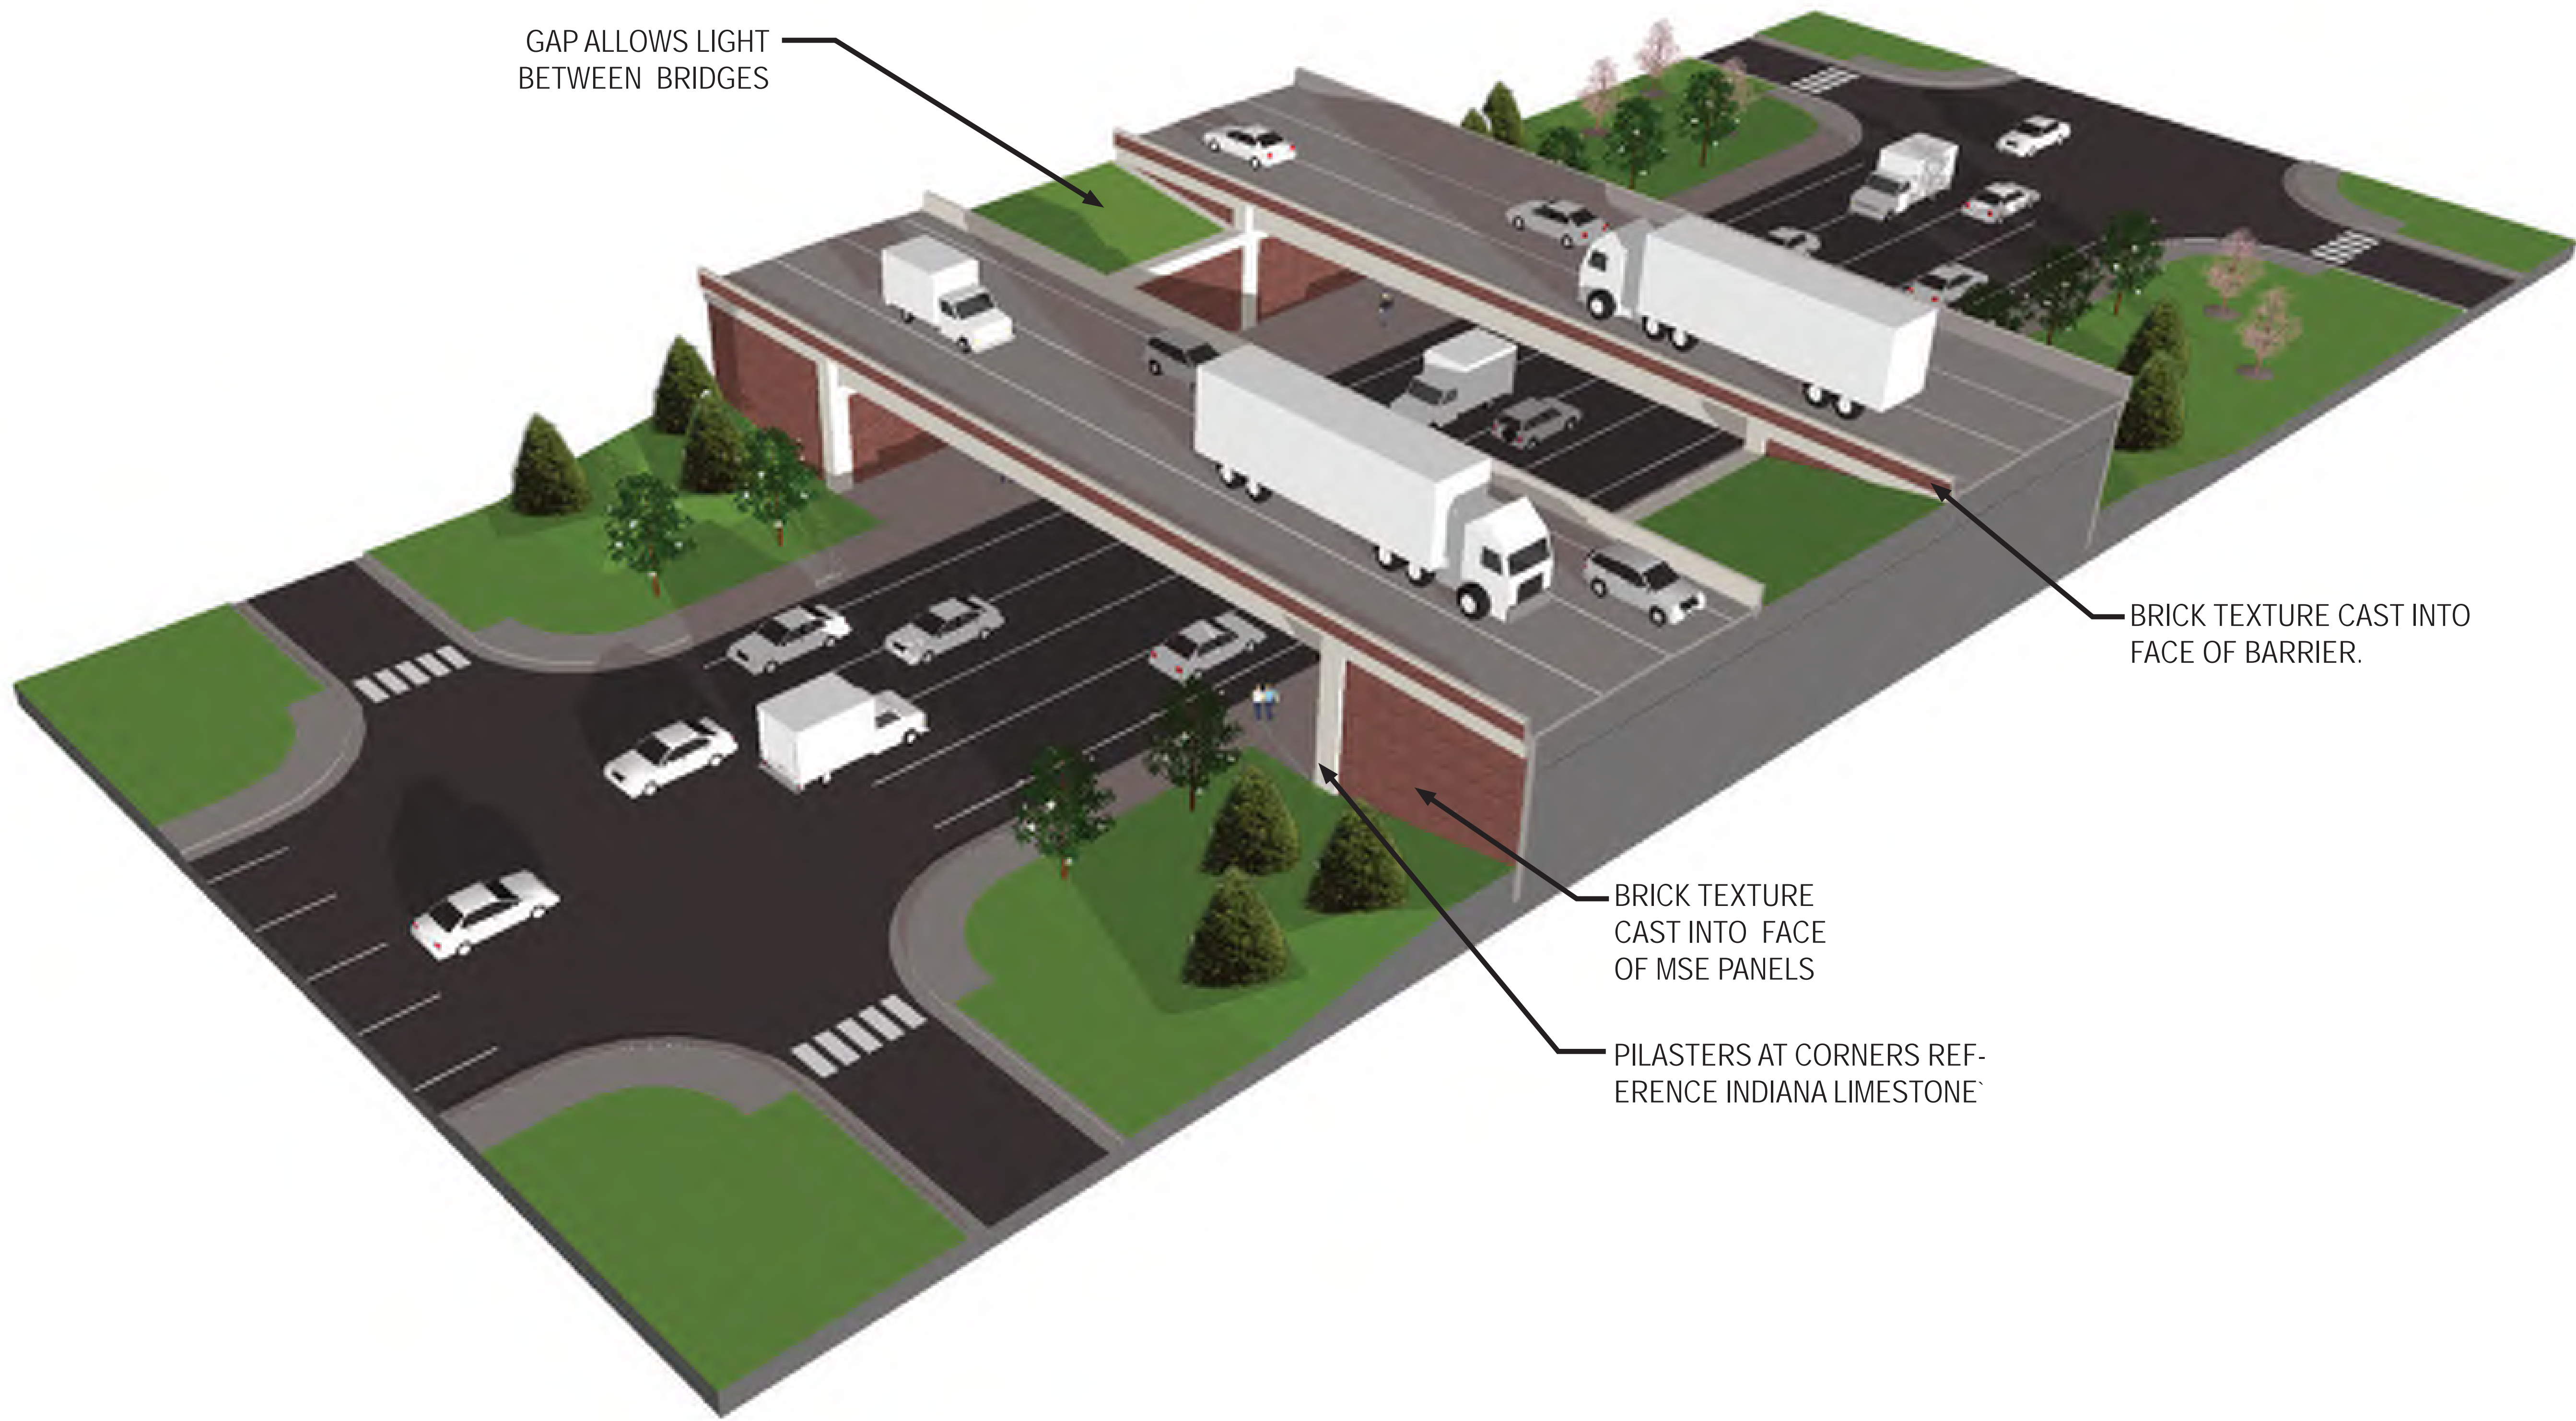 GAP ALLOWS LIGHT
BETWEEN BRIDGES
BRICK TEXTURE CAST INTO
FACE OF BARRIER.
BRICK TEXTURE
CAST INTO FACE
OF MSE PANELS
PILASTERS AT CORNERS REF-
ERENCE INDIANA LIMESTONE`